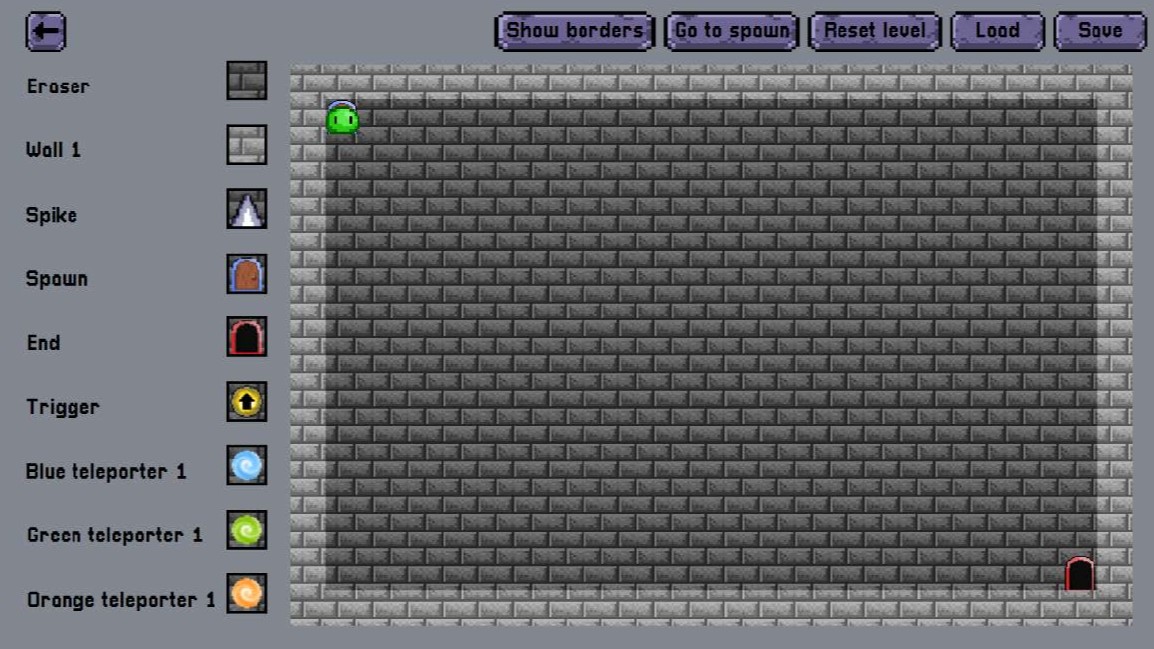 Show borders
Go to spawn
Reset level
Load
Save
Eraser
Wall 1
Spike
Spawn
End
Trigger
Blue teleporter 1
Green teleporter 1
Orange teleporter 1